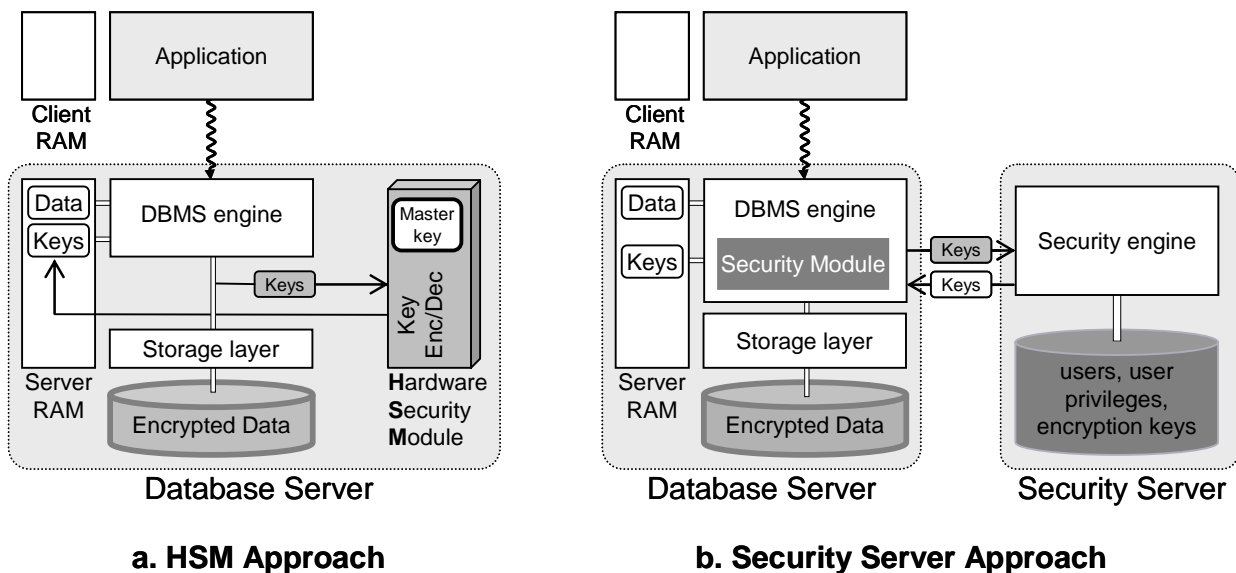 Application
Client
RAM
Data
Keys
DBMS engine
Master
key
Keys
Key
Enc/Dec
Storage layer
Server
RAM
Encrypted Data
Hardware
Security
Module
Database Server
a. HSM Approach
Application
Client
RAM
Data
Keys
DBMS engine
Security Module
Keys
Keys
Security engine
Storage layer
Server
RAM
Encrypted Data
users, user
privileges,
encryption keys
Database Server
Security Server
b. Security Server Approach